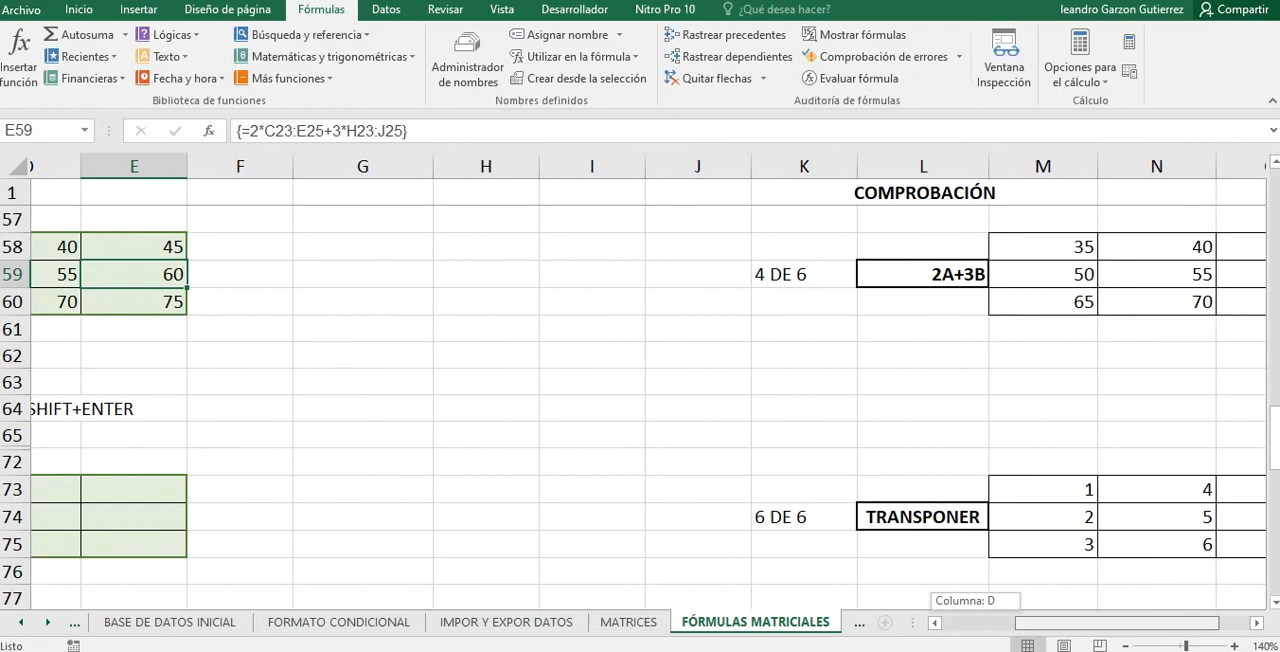 Archivo Inicio Insertar Diseño de página Fórmulas Datos Revisar Vista Desarrollador Nitro Pro 10 ¿Qué desea hacer? leandro Garzon Gutierrez Compartir
fx Σ Autosuma ? Lógicas Búsqueda y referencia Asignar nombre Rastrear precedentes Mostrar fórmulas
Insertar función Recientes A Texto Matemáticas y trigonométricas Administrador de nombres fx Utilizar en la fórmula Rastrear dependientes Comprobación de errores Ventana Inspección Opciones para el cálculo
Financieras Fecha y hora Más funciones Crear desde la selección Quitar flechas fx Evaluar fórmula
Biblioteca de funciones Nombres definidos Auditoría de fórmulas Cálculo
E59 fx {=2*C23:E25+3*H23:J25}
E F G H I J K L M N
1 COMPROBACIÓN
57
58 40 45 35 40
59 55 60 4 DE 6 2A+3B 50 55
60 70 75 65 70
61
62
63
64 SHIFT+ENTER
65
72
73 1 4
74 6 DE 6 TRANSPONER 2 5
75 3 6
76
77
Columna: D
... BASE DE DATOS INICIAL FORMATO CONDICIONAL IMPOR Y EXPOR DATOS MATRICES FÓRMULAS MATRICIALES ...
Listo 140%